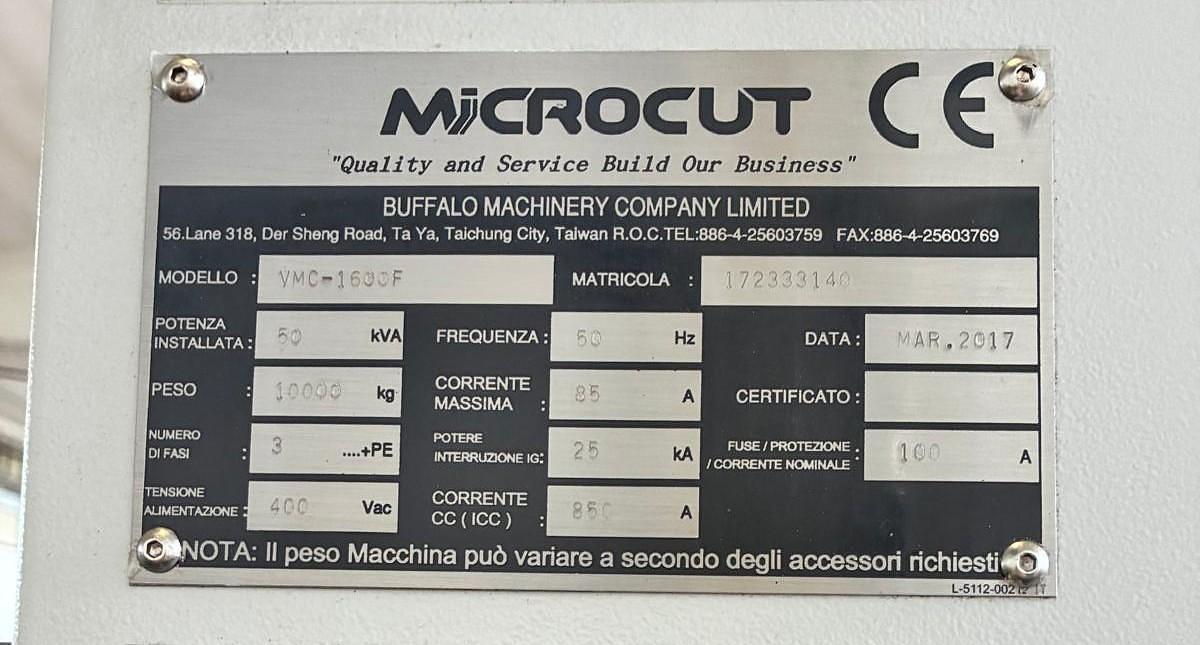 MiCROCUT CE
"Quality and Service Build Our Business"
BUFFALO MACHINERY COMPANY LIMITED
56.Lane 318, Der Sheng Road, Ta Ya, Taichung City, Taiwan R.O.C.TEL:886-4-25603759 FAX:886-4-25603769
MODELLO : VMC-1600F MATRICOLA : 172333140
POTENZA INSTALLATA : 50 kVA FREQUENZA : 50 Hz DATA : MAR.2017
PESO : 10000 kg CORRENTE MASSIMA : 85 A CERTIFICATO :
NUMERO DI FASI : 3 ....+PE POTERE INTERRUZIONE IG: 25 kA FUSE / PROTEZIONE / CORRENTE NOMINALE : 100 A
TENSIONE ALIMENTAZIONE : 400 Vac CORRENTE CC ( ICC ) : 850 A
NOTA: Il peso Macchina può variare a secondo degli accessori richiesti